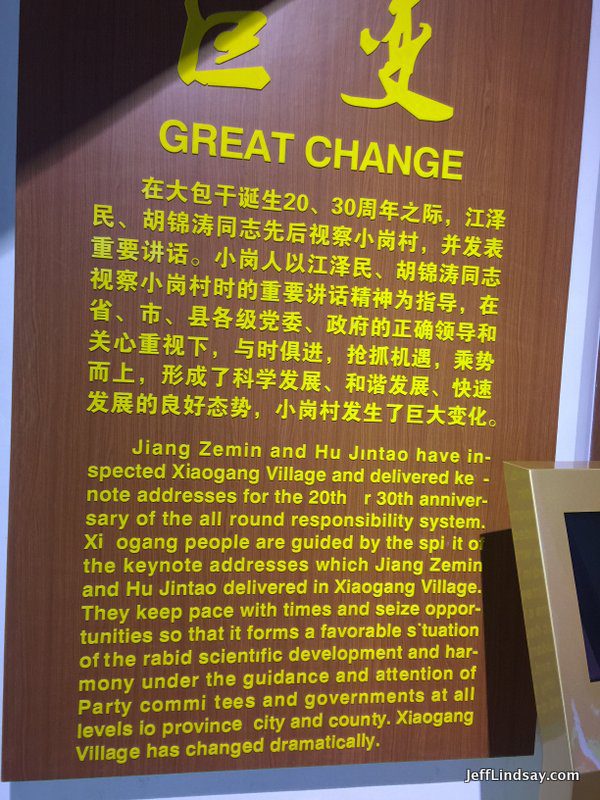 巨变
GREAT CHANGE
在大包干诞生20、30周年之际，江泽
民、胡锦涛同志先后视察小岗村，并发表
重要讲话。小岗人以江泽民、胡锦涛同志
视察小岗村时的重要讲话精神为指导，在
省、市、县各级党委、政府的正确领导和
关心重视下，与时俱进，抢抓机遇，乘势
而上，形成了科学发展、和谐发展、快速
发展的良好态势，小岗村发生了巨大变化。
Jiang Zemin and Hu Jıntao have in-
spected Xiaogang Village and delivered ke -
note addresses for the 20th r 30th anniver-
sary of the all round responsibility system.
Xi ogang people are guided by the spi it of
the keynote addresses which Jiang Zemin
and Hu Jintao delivered in Xiaogang Village.
They keep pace with times and seize oppor-
tunities so that it forms a favorable s tuation
of the rabid scientıfic development and har-
mony under the guidance and attention of
Party commi tees and governments at all
levels io province city and county. Xiaogang
Village has changed dramatically.
JeffLindsay.com